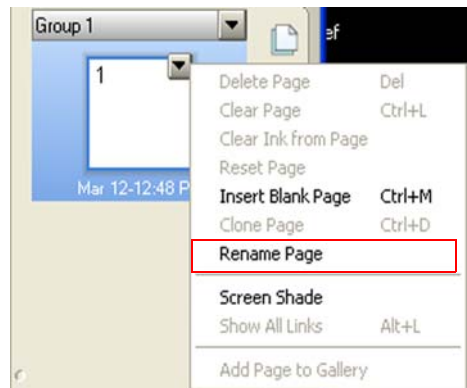 Group 1
ef
1
Mar 12-12:48 P
Delete Page Del
Clear Page Ctrl+L
Clear Ink from Page
Reset Page
Insert Blank Page Ctrl+M
Clone Page Ctrl+D
Rename Page
Screen Shade
Show All Links Alt+L
Add Page to Gallery